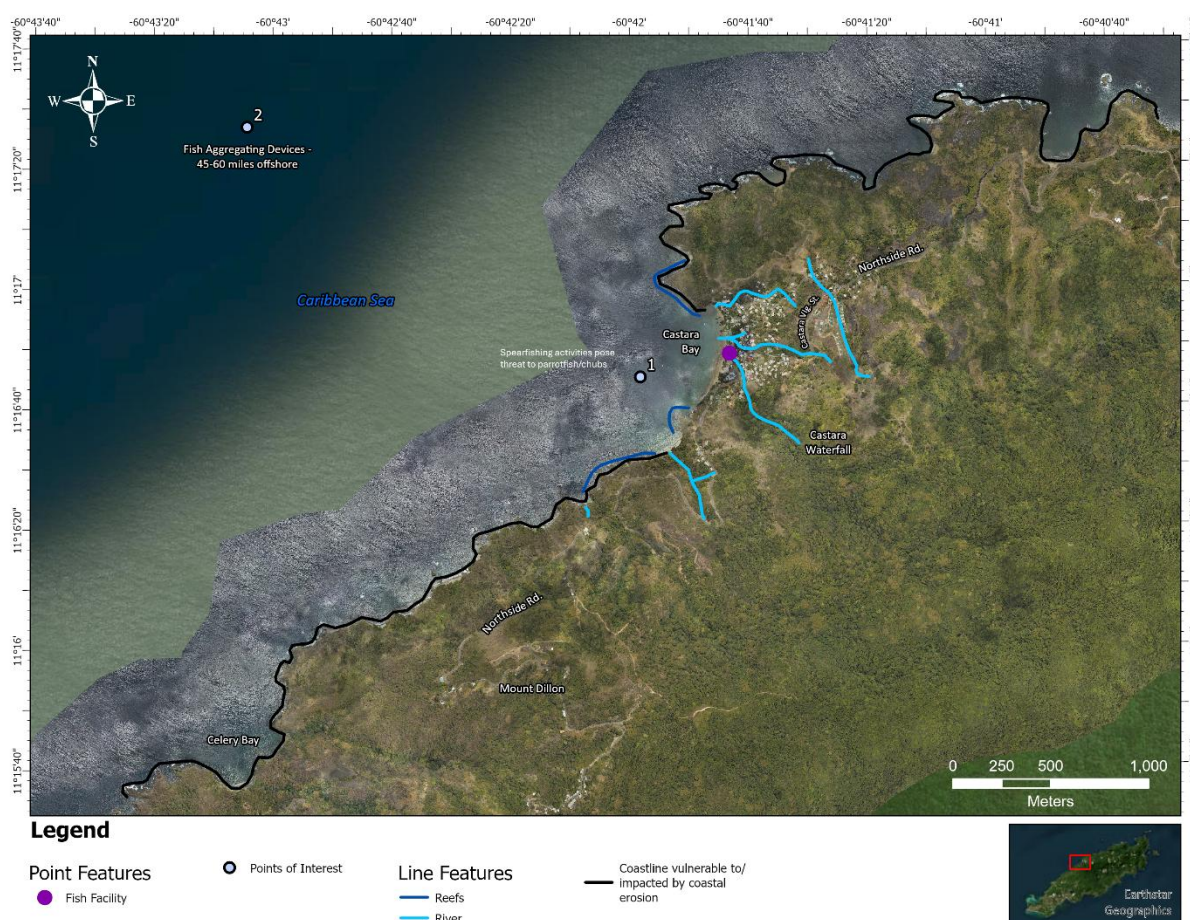 -60°43'40" -60°43'20" -60°43' -60°42'40" -60°42'20" -60°42' -60°41'40" -60°41'20" -60°41' -60°40'40"
11°17'40"
11°17'20"
11°17'
11°16'40"
11°16'20"
11°16'
11°15'40"
N
W E
S
2
Fish Aggregating Devices -
45-60 miles offshore
Caribbean Sea
Northside Rd.
Castara Vlg. St.
Castara
Bay
Spearfishing activities pose
threat to parrotfish/chubs
1
Castara
Waterfall
Northside Rd.
Mount Dillon
Celery Bay
0 250 500 1,000
Meters
Legend
Point Features
Fish Facility
Points of Interest
Line Features
Reefs
River
Coastline vulnerable to/
impacted by coastal
erosion
Earthstar
Geographics